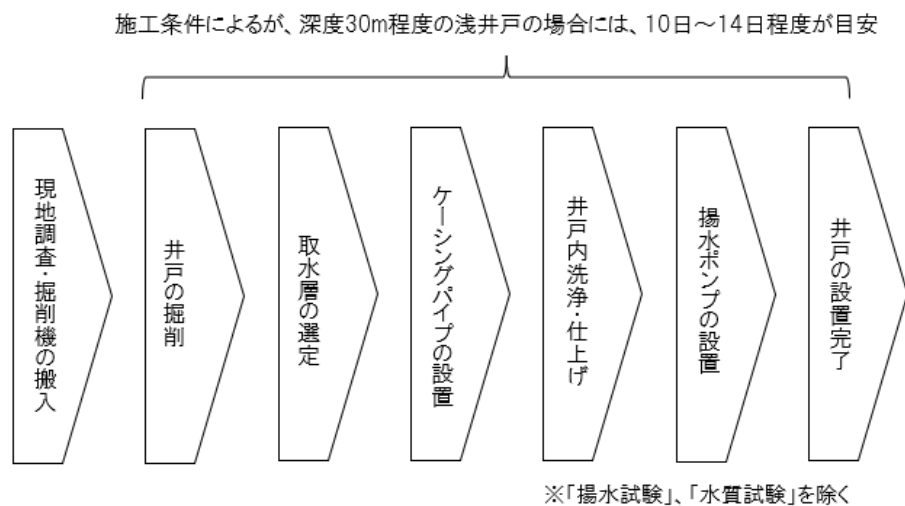 施工条件によるが、深度30m程度の浅井戸の場合には、10日～14日程度が目安
現地調査・掘削機の搬入
井戸の掘削
取水層の選定
ケーシングパイプの設置
井戸内洗浄・仕上げ
揚水ポンプの設置
井戸の設置完了
※「揚水試験」、「水質試験」を除く